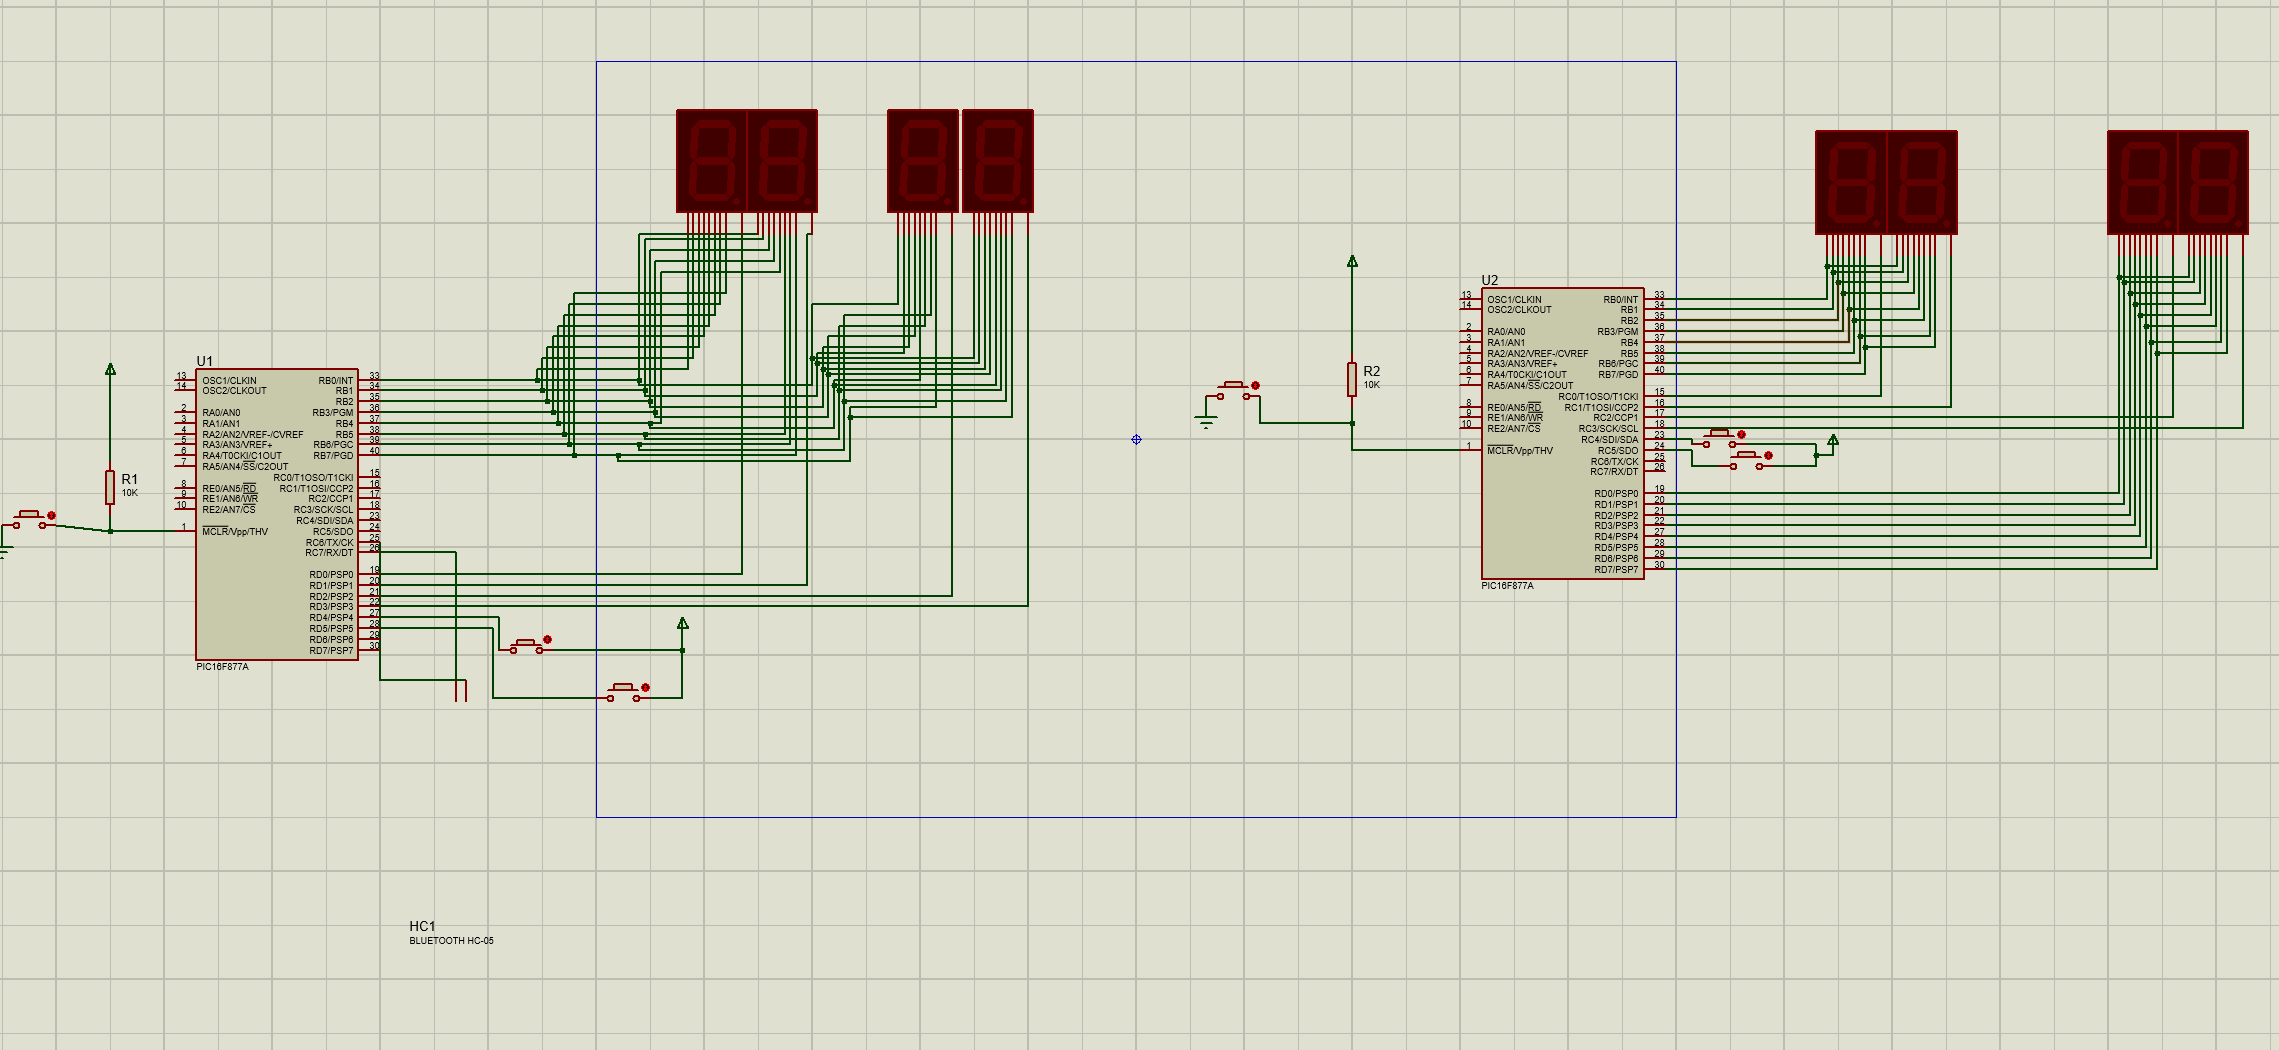 U1
13 OSC1/CLKIN
14 OSC2/CLKOUT
2 RA0/AN0
3 RA1/AN1
4 RA2/AN2/VREF-/CVREF
5 RA3/AN3/VREF+
6 RA4/T0CKI/C1OUT
7 RA5/AN4/SS/C2OUT
8 RE0/AN5/RD
9 RE1/AN6/WR
10 RE2/AN7/CS
1 MCLR/Vpp/THV
RB0/INT 33
RB1 34
RB2 35
RB3/PGM 36
RB4 37
RB5 38
RB6/PGC 39
RB7/PGD 40
RC0/T1OSO/T1CKI 15
RC1/T1OSI/CCP2 16
RC2/CCP1 17
RC3/SCK/SCL 18
RC4/SDI/SDA 23
RC5/SDO 24
RC6/TX/CK 25
RC7/RX/DT 26
RD0/PSP0 19
RD1/PSP1 20
RD2/PSP2 21
RD3/PSP3 22
RD4/PSP4 27
RD5/PSP5 28
RD6/PSP6 29
RD7/PSP7 30
PIC16F877A
R1
10K
HC1
BLUETOOTH HC-05
R2
10K
U2
13 OSC1/CLKIN
14 OSC2/CLKOUT
2 RA0/AN0
3 RA1/AN1
4 RA2/AN2/VREF-/CVREF
5 RA3/AN3/VREF+
6 RA4/T0CKI/C1OUT
7 RA5/AN4/SS/C2OUT
8 RE0/AN5/RD
9 RE1/AN6/WR
10 RE2/AN7/CS
1 MCLR/Vpp/THV
RB0/INT 33
RB1 34
RB2 35
RB3/PGM 36
RB4 37
RB5 38
RB6/PGC 39
RB7/PGD 40
RC0/T1OSO/T1CKI 15
RC1/T1OSI/CCP2 16
RC2/CCP1 17
RC3/SCK/SCL 18
RC4/SDI/SDA 23
RC5/SDO 24
RC6/TX/CK 25
RC7/RX/DT 26
RD0/PSP0 19
RD1/PSP1 20
RD2/PSP2 21
RD3/PSP3 22
RD4/PSP4 27
RD5/PSP5 28
RD6/PSP6 29
RD7/PSP7 30
PIC16F877A